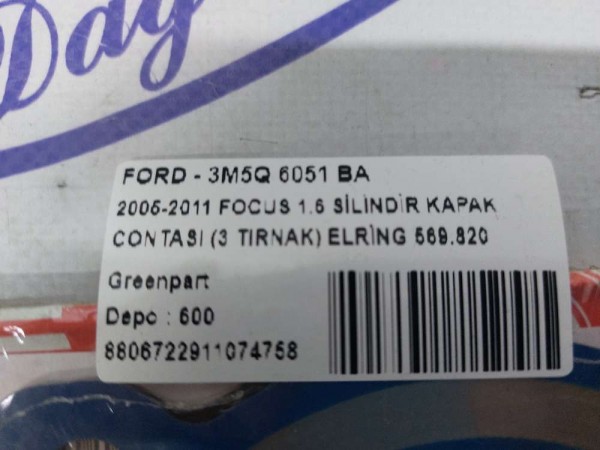 Day
FORD - 3M5Q 6051 BA
2005-2011 FOCUS 1.6 SİLİNDİR KAPAK
CONTASI (3 TIRNAK) ELRİNG 569.820
Greenpart
Depo : 600
8806722911074758